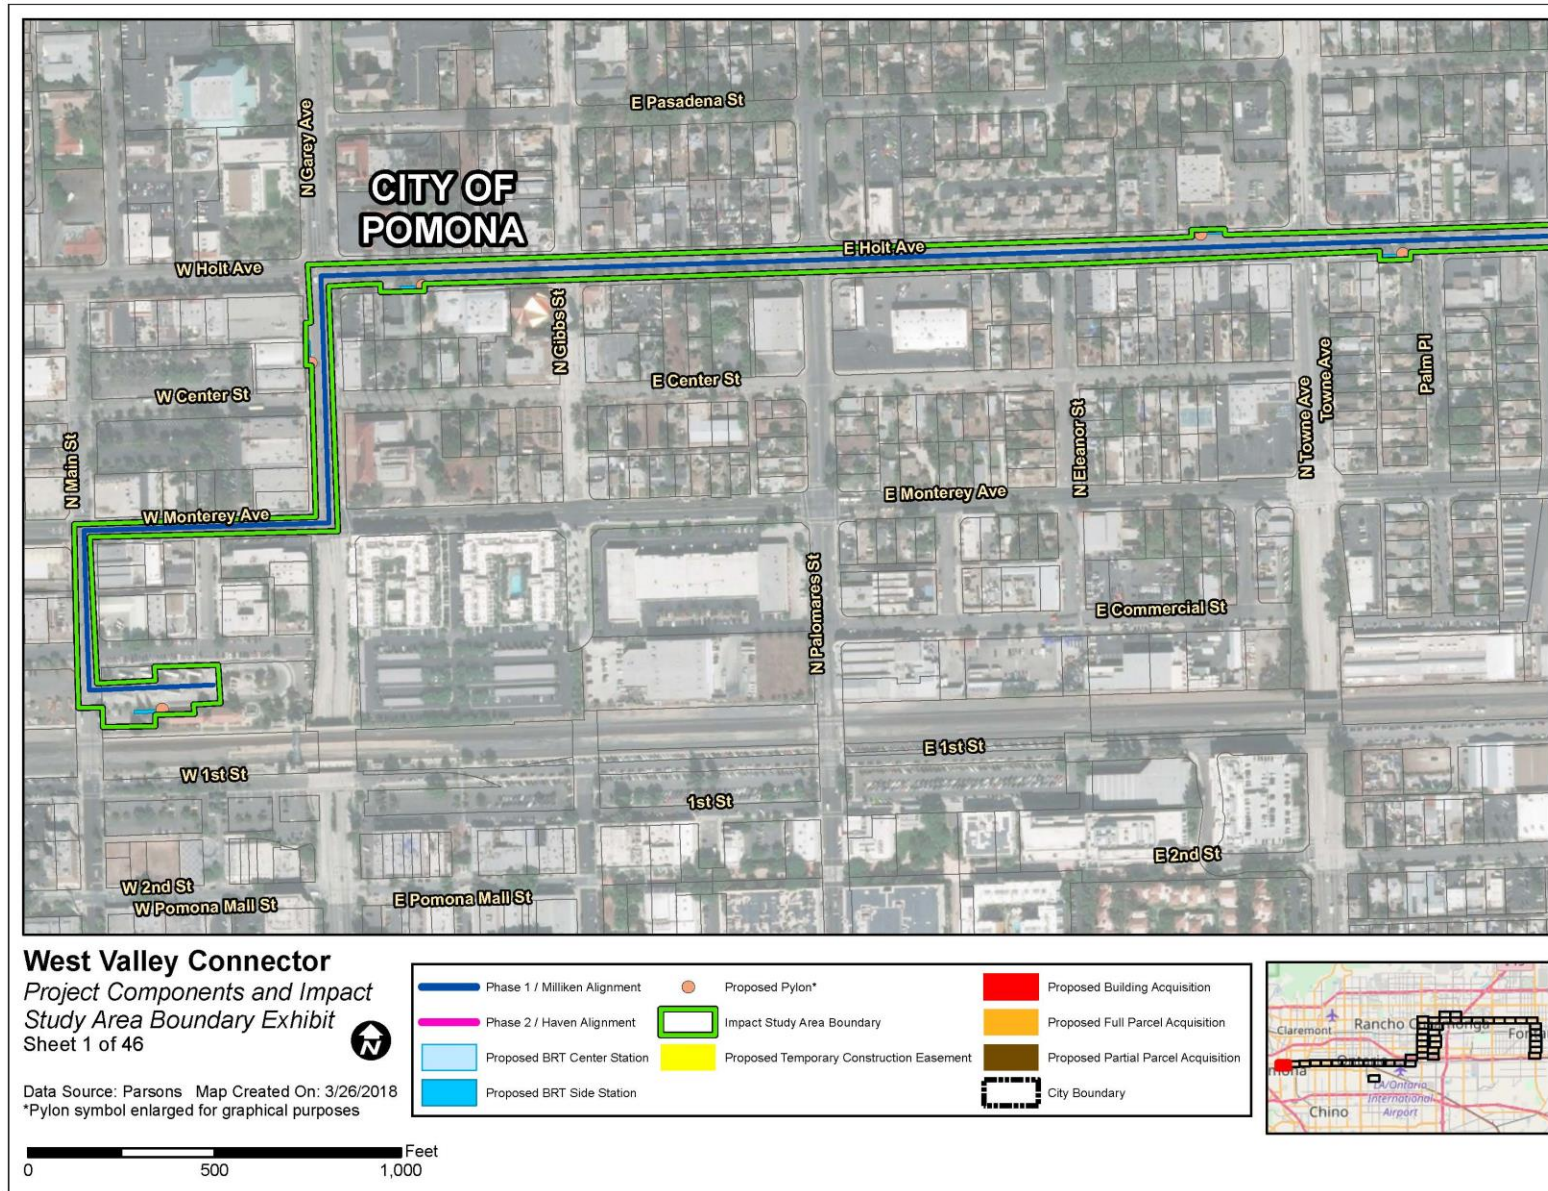 E Pasadena St
N Garey Ave
CITY OF
POMONA
W Holt Ave
E Holt Ave
N Gibbs St
E Center St
W Center St
Palm Pl
Towne Ave
N Towne Ave
N Eleanor St
N Main St
W Monterey Ave
E Monterey Ave
N Palomares St
E Commercial St
E 1st St
W 1st St
1st St
E 2nd St
W 2nd St
W Pomona Mall St
E Pomona Mall St
West Valley Connector
Project Components and Impact
Study Area Boundary Exhibit
Sheet 1 of 46
N
Data Source: Parsons Map Created On: 3/26/2018
*Pylon symbol enlarged for graphical purposes
0 500 1,000 Feet
Phase 1 / Milliken Alignment
Phase 2 / Haven Alignment
Proposed BRT Center Station
Proposed BRT Side Station
Proposed Pylon*
Impact Study Area Boundary
Proposed Temporary Construction Easement
Proposed Building Acquisition
Proposed Full Parcel Acquisition
Proposed Partial Parcel Acquisition
City Boundary
Claremont
Rancho
Chino
LA/Ontario
International
Airport